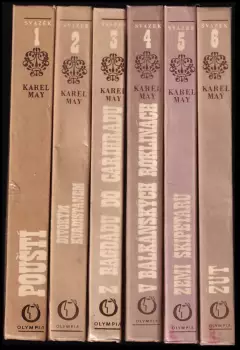 SVAZEK
1
KAREL
MAY
POUŠTÍ
OLYMPIA
SVAZEK
2
KAREL
MAY
DIVOKÝM
KURDISTÁNEM
OLYMPIA
SVAZEK
3
KAREL
MAY
Z BAGDADU DO CAŘIHRADU
OLYMPIA
SVAZEK
4
KAREL
MAY
V BALKÁNSKÝCH ROKLINÁCH
OLYMPIA
SVAZEK
5
KAREL
MAY
ZEMÍ ŠKIPETARŮ
OLYMPIA
SVAZEK
6
KAREL
MAY
ŽUT
OLYMPIA